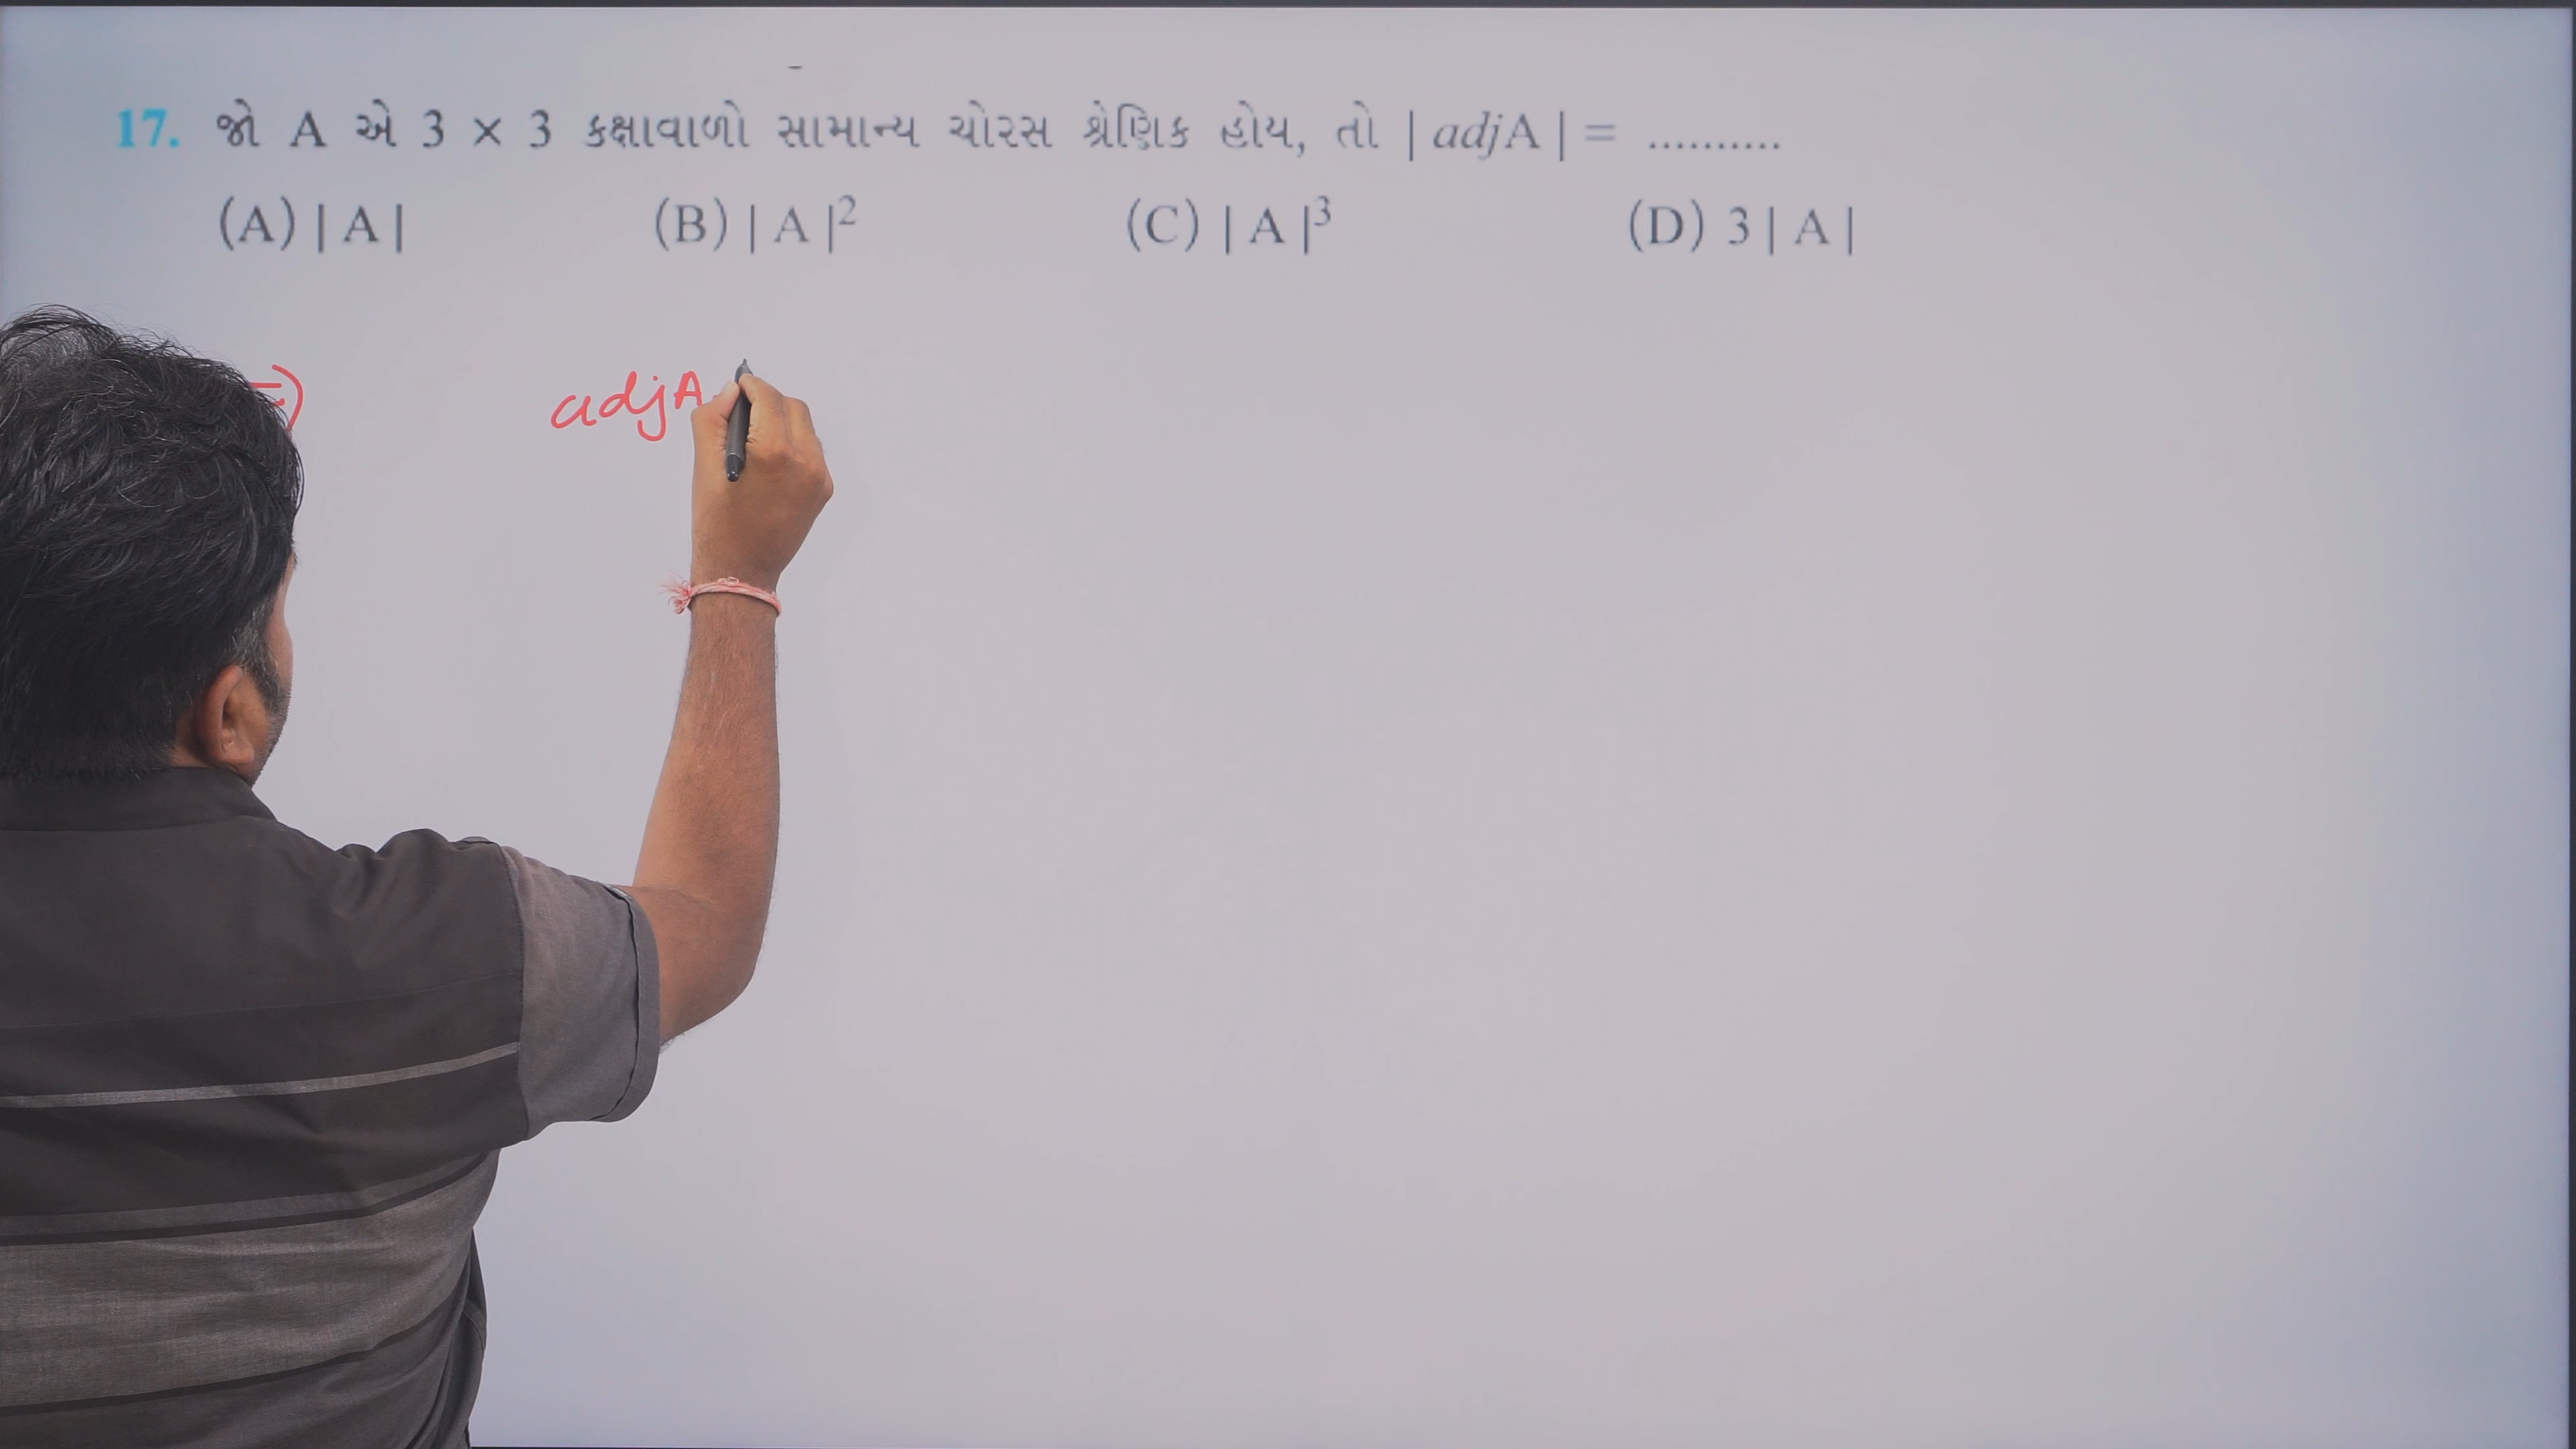 17. જો A એ 3 × 3 કક્ષાવાળો સામાન્ય ચોરસ શ્રેણિક હોય, તો | adjA | = ..........
(A) | A | (B) | A |² (C) | A |³ (D) 3 | A |
adjA